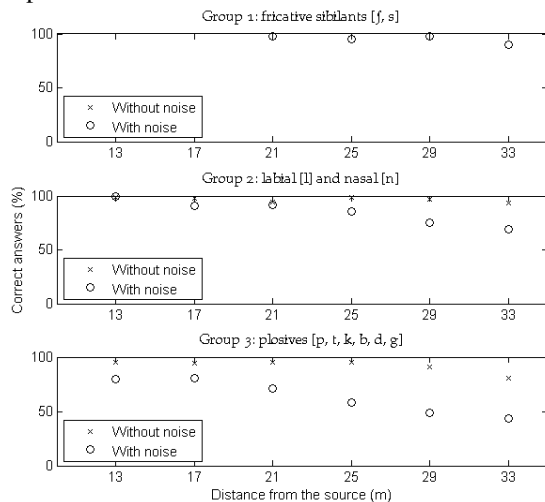 Group 1: fricative sibilants [ʃ, s]
100
50
0
× Without noise
○ With noise
13 17 21 25 29 33
Group 2: labial [l] and nasal [n]
100
50
0
× Without noise
○ With noise
13 17 21 25 29 33
Correct answers (%)
Group 3: plosives [p, t, k, b, d, g]
100
50
0
× Without noise
○ With noise
13 17 21 25 29 33
Distance from the source (m)